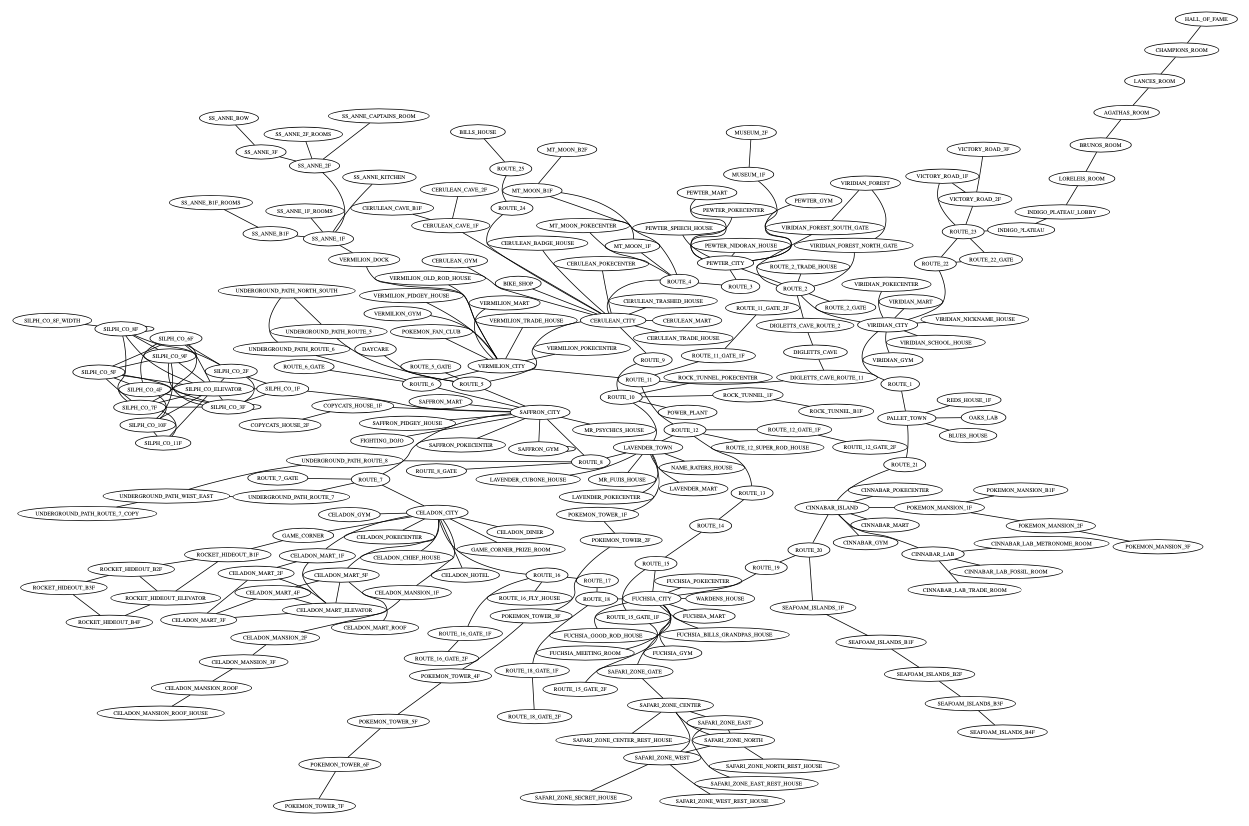 HALL_OF_FAME
CHAMPIONS_ROOM
LANCES_ROOM
AGATHAS_ROOM
BRUNOS_ROOM
LORELEIS_ROOM
INDIGO_PLATEAU_LOBBY
INDIGO_PLATEAU
SS_ANNE_BOW
SS_ANNE_CAPTAINS_ROOM
SS_ANNE_2F_ROOMS
SS_ANNE_3F
SS_ANNE_2F
SS_ANNE_KITCHEN
SS_ANNE_B1F_ROOMS
SS_ANNE_1F_ROOMS
SS_ANNE_B1F
SS_ANNE_1F
BILLS_HOUSE
MT_MOON_B2F
ROUTE_25
MT_MOON_B1F
CERULEAN_CAVE_2F
CERULEAN_CAVE_B1F
ROUTE_24
CERULEAN_CAVE_1F
MT_MOON_POKECENTER
CERULEAN_BADGE_HOUSE
MT_MOON_1F
MUSEUM_2F
MUSEUM_1F
PEWTER_MART
PEWTER_POKECENTER
PEWTER_GYM
PEWTER_SPEECH_HOUSE
PEWTER_NIDORAN_HOUSE
PEWTER_CITY
VIRIDIAN_FOREST
VIRIDIAN_FOREST_SOUTH_GATE
VIRIDIAN_FOREST_NORTH_GATE
VICTORY_ROAD_3F
VICTORY_ROAD_1F
VICTORY_ROAD_2F
ROUTE_23
ROUTE_22
ROUTE_22_GATE
VERMILION_DOCK
CERULEAN_GYM
CERULEAN_POKECENTER
VERMILION_OLD_ROD_HOUSE
BIKE_SHOP
ROUTE_4
ROUTE_3
ROUTE_2_TRADE_HOUSE
ROUTE_2
VIRIDIAN_POKECENTER
UNDERGROUND_PATH_NORTH_SOUTH
VERMILION_PIDGEY_HOUSE
VERMILION_MART
CERULEAN_TRASHED_HOUSE
ROUTE_11_GATE_2F
ROUTE_2_GATE
VIRIDIAN_MART
VERMILION_GYM
VERMILION_TRADE_HOUSE
CERULEAN_CITY
CERULEAN_MART
DIGLETTS_CAVE_ROUTE_2
VIRIDIAN_CITY
VIRIDIAN_NICKNAME_HOUSE
SILPH_CO_8F_WIDTH
SILPH_CO_8F
UNDERGROUND_PATH_ROUTE_5
POKEMON_FAN_CLUB
CERULEAN_TRADE_HOUSE
VIRIDIAN_SCHOOL_HOUSE
SILPH_CO_6F
UNDERGROUND_PATH_ROUTE_6
DAYCARE
VERMILION_POKECENTER
ROUTE_11_GATE_1F
DIGLETTS_CAVE
VIRIDIAN_GYM
SILPH_CO_9F
ROUTE_6_GATE
ROUTE_5_GATE
VERMILION_CITY
ROUTE_9
SILPH_CO_5F
SILPH_CO_2F
ROUTE_6
ROUTE_5
ROUTE_11
ROCK_TUNNEL_POKECENTER
DIGLETTS_CAVE_ROUTE_11
ROUTE_1
SILPH_CO_4F
SILPH_CO_ELEVATOR
SILPH_CO_1F
ROUTE_10
ROCK_TUNNEL_1F
SILPH_CO_7F
SILPH_CO_3F
COPYCATS_HOUSE_1F
SAFFRON_MART
SAFFRON_CITY
POWER_PLANT
ROCK_TUNNEL_B1F
REDS_HOUSE_1F
SILPH_CO_10F
COPYCATS_HOUSE_2F
SAFFRON_PIDGEY_HOUSE
MR_PSYCHICS_HOUSE
ROUTE_12
ROUTE_12_GATE_1F
PALLET_TOWN
OAKS_LAB
SILPH_CO_11F
FIGHTING_DOJO
SAFFRON_POKECENTER
SAFFRON_GYM
LAVENDER_TOWN
ROUTE_12_SUPER_ROD_HOUSE
ROUTE_12_GATE_2F
BLUES_HOUSE
UNDERGROUND_PATH_ROUTE_8
ROUTE_8
ROUTE_8_GATE
NAME_RATERS_HOUSE
ROUTE_21
ROUTE_7_GATE
ROUTE_7
LAVENDER_CUBONE_HOUSE
MR_FUJIS_HOUSE
LAVENDER_MART
UNDERGROUND_PATH_WEST_EAST
UNDERGROUND_PATH_ROUTE_7
LAVENDER_POKECENTER
ROUTE_13
CINNABAR_POKECENTER
POKEMON_MANSION_B1F
UNDERGROUND_PATH_ROUTE_7_COPY
CELADON_GYM
CELADON_CITY
POKEMON_TOWER_1F
CINNABAR_ISLAND
POKEMON_MANSION_1F
GAME_CORNER
CELADON_POKECENTER
CELADON_DINER
ROUTE_14
CINNABAR_MART
POKEMON_MANSION_2F
ROCKET_HIDEOUT_B1F
CELADON_MART_1F
CELADON_CHIEF_HOUSE
GAME_CORNER_PRIZE_ROOM
POKEMON_TOWER_2F
CINNABAR_GYM
CINNABAR_LAB_METRONOME_ROOM
POKEMON_MANSION_3F
ROCKET_HIDEOUT_B2F
CELADON_MART_2F
CELADON_MART_5F
CELADON_HOTEL
ROUTE_16
ROUTE_15
ROUTE_20
CINNABAR_LAB
ROCKET_HIDEOUT_B3F
ROCKET_HIDEOUT_ELEVATOR
CELADON_MART_4F
CELADON_MANSION_1F
ROUTE_17
FUCHSIA_POKECENTER
ROUTE_19
CINNABAR_LAB_FOSSIL_ROOM
ROUTE_16_FLY_HOUSE
ROUTE_18
FUCHSIA_CITY
WARDENS_HOUSE
CINNABAR_LAB_TRADE_ROOM
ROCKET_HIDEOUT_B4F
CELADON_MART_3F
CELADON_MART_ELEVATOR
POKEMON_TOWER_3F
ROUTE_15_GATE_1F
FUCHSIA_MART
SEAFOAM_ISLANDS_1F
CELADON_MANSION_2F
CELADON_MART_ROOF
ROUTE_16_GATE_1F
FUCHSIA_GOOD_ROD_HOUSE
FUCHSIA_BILLS_GRANDPAS_HOUSE
SEAFOAM_ISLANDS_B1F
CELADON_MANSION_3F
ROUTE_16_GATE_2F
FUCHSIA_MEETING_ROOM
FUCHSIA_GYM
CELADON_MANSION_ROOF
POKEMON_TOWER_4F
ROUTE_18_GATE_1F
SAFARI_ZONE_GATE
SEAFOAM_ISLANDS_B2F
CELADON_MANSION_ROOF_HOUSE
ROUTE_15_GATE_2F
SAFARI_ZONE_CENTER
SEAFOAM_ISLANDS_B3F
POKEMON_TOWER_5F
ROUTE_18_GATE_2F
SAFARI_ZONE_EAST
SEAFOAM_ISLANDS_B4F
SAFARI_ZONE_CENTER_REST_HOUSE
SAFARI_ZONE_NORTH
POKEMON_TOWER_6F
SAFARI_ZONE_WEST
SAFARI_ZONE_NORTH_REST_HOUSE
SAFARI_ZONE_EAST_REST_HOUSE
POKEMON_TOWER_7F
SAFARI_ZONE_SECRET_HOUSE
SAFARI_ZONE_WEST_REST_HOUSE